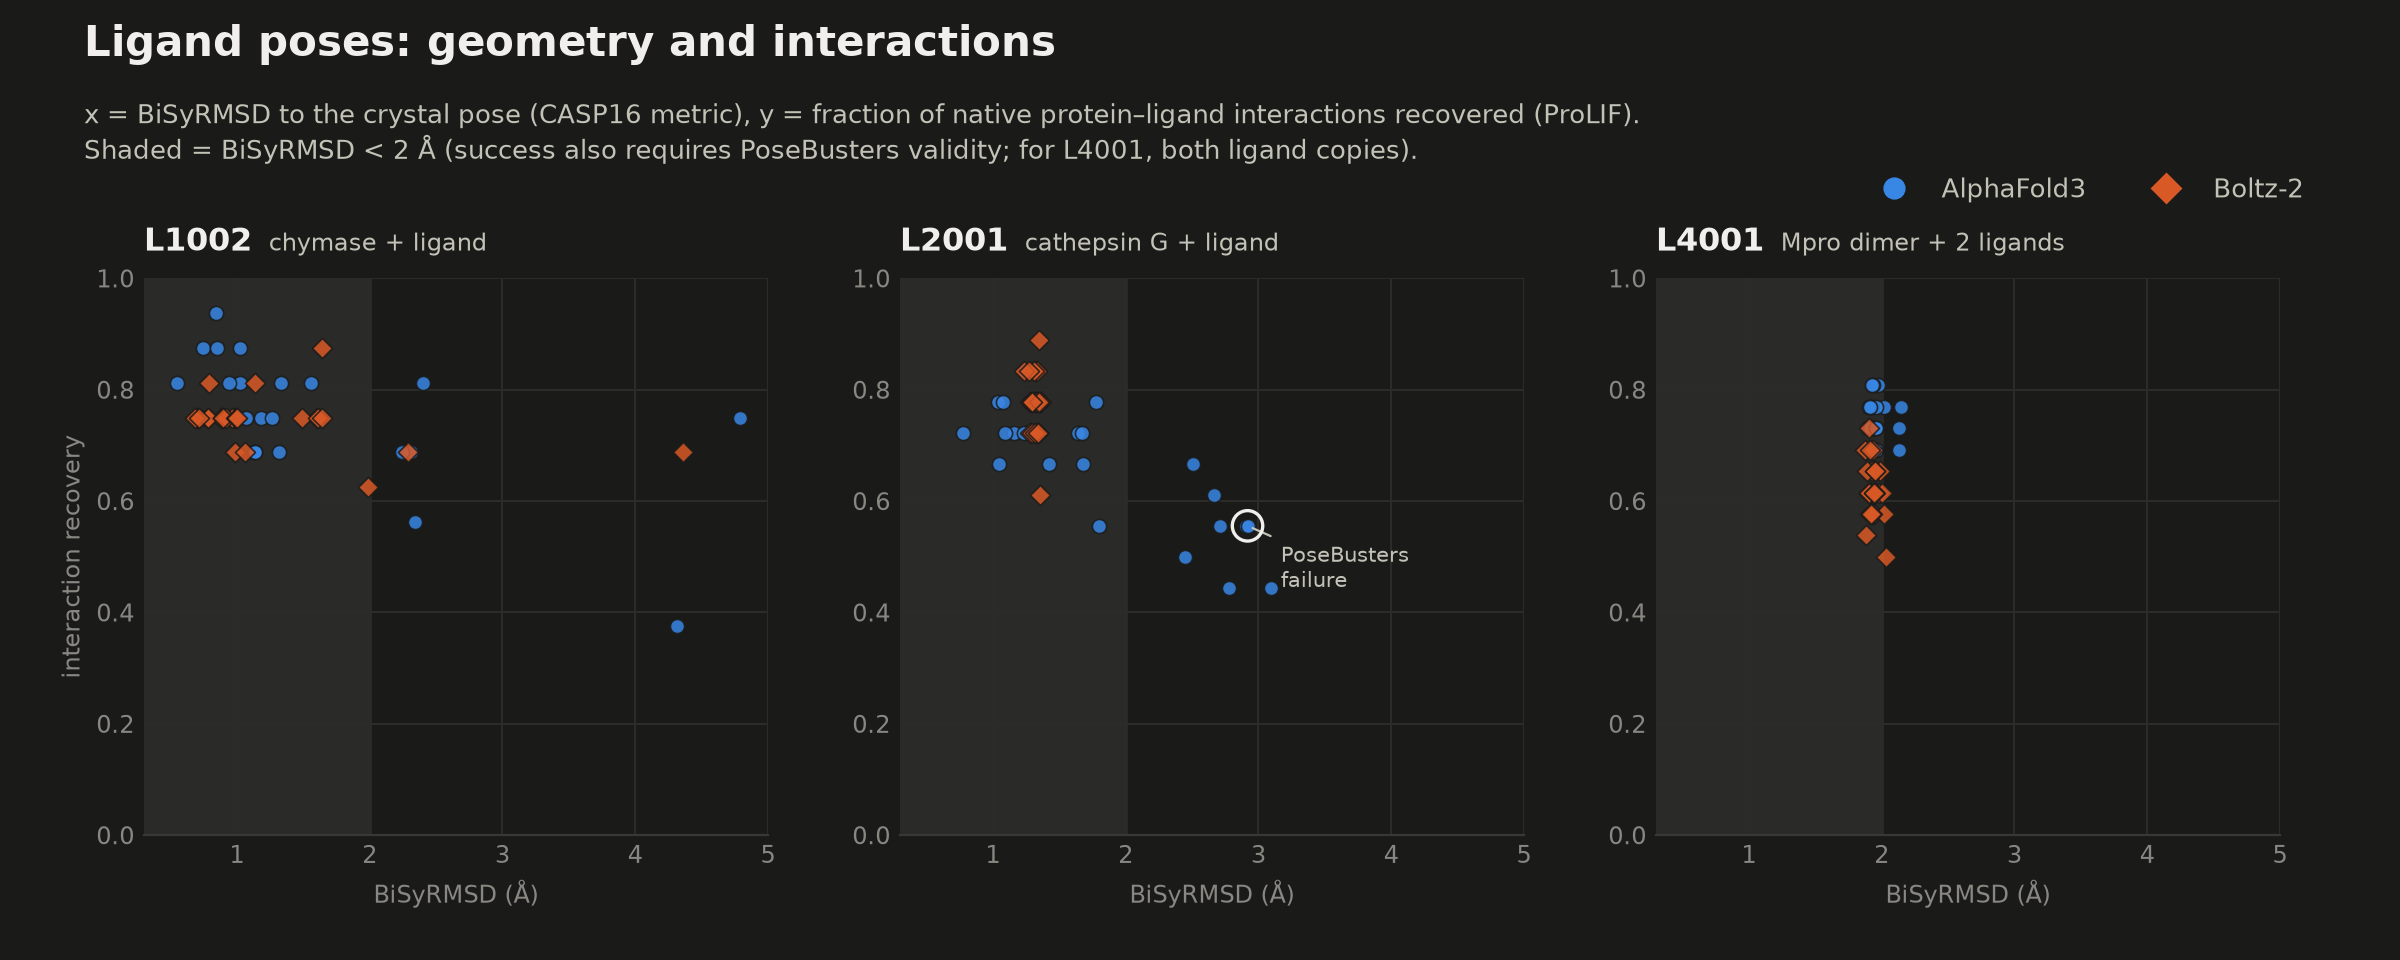 Ligand poses: geometry and interactions
x = BiSyRMSD to the crystal pose (CASP16 metric), y = fraction of native protein–ligand interactions recovered (ProLIF).
Shaded = BiSyRMSD < 2 Å (success also requires PoseBusters validity; for L4001, both ligand copies).
AlphaFold3 Boltz-2
L1002 chymase + ligand
1.0
0.8
0.6
0.4
0.2
0.0
interaction recovery
1 2 3 4 5
BiSyRMSD (Å)
L2001 cathepsin G + ligand
1.0
0.8
0.6
0.4
0.2
0.0
PoseBusters
failure
1 2 3 4 5
BiSyRMSD (Å)
L4001 Mpro dimer + 2 ligands
1.0
0.8
0.6
0.4
0.2
0.0
1 2 3 4 5
BiSyRMSD (Å)